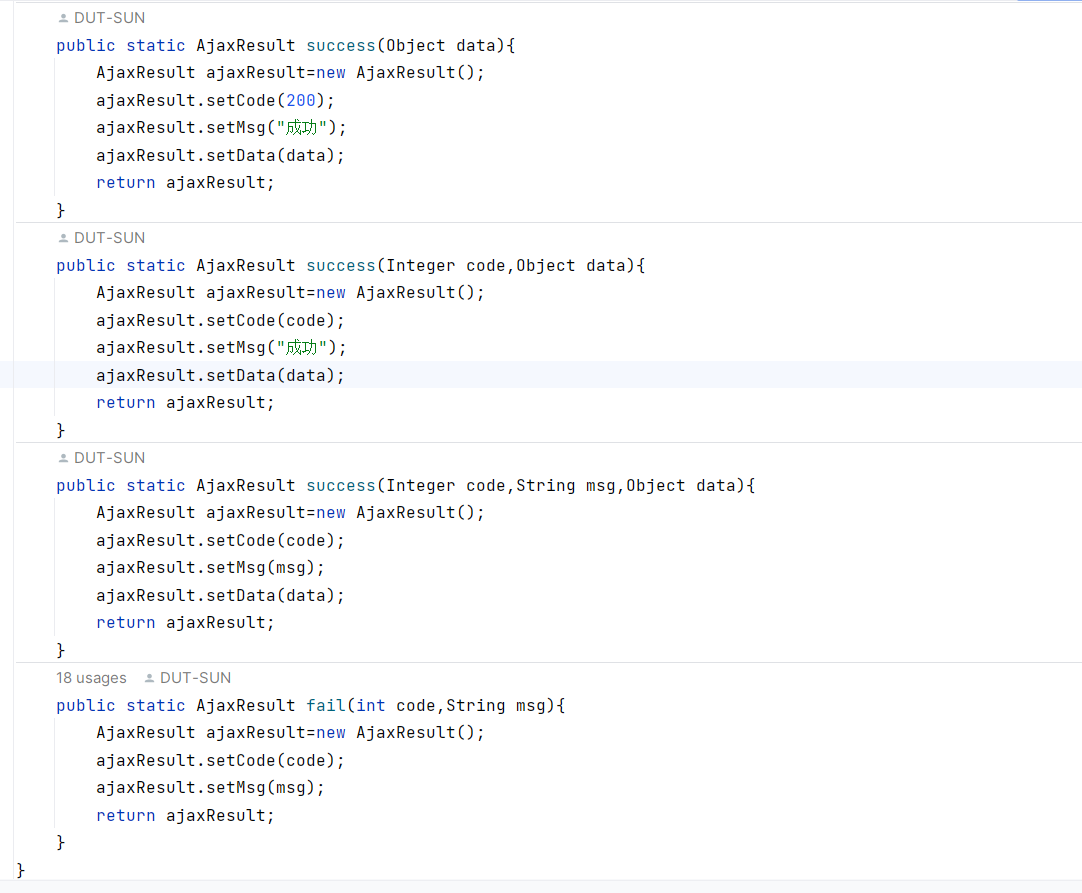 DUT-SUN
public static AjaxResult success(Object data){
AjaxResult ajaxResult=new AjaxResult();
ajaxResult.setCode(200);
ajaxResult.setMsg("成功");
ajaxResult.setData(data);
return ajaxResult;
}
DUT-SUN
public static AjaxResult success(Integer code,Object data){
AjaxResult ajaxResult=new AjaxResult();
ajaxResult.setCode(code);
ajaxResult.setMsg("成功");
ajaxResult.setData(data);
return ajaxResult;
}
DUT-SUN
public static AjaxResult success(Integer code,String msg,Object data){
AjaxResult ajaxResult=new AjaxResult();
ajaxResult.setCode(code);
ajaxResult.setMsg(msg);
ajaxResult.setData(data);
return ajaxResult;
}
18 usages DUT-SUN
public static AjaxResult fail(int code,String msg){
AjaxResult ajaxResult=new AjaxResult();
ajaxResult.setCode(code);
ajaxResult.setMsg(msg);
return ajaxResult;
}
}